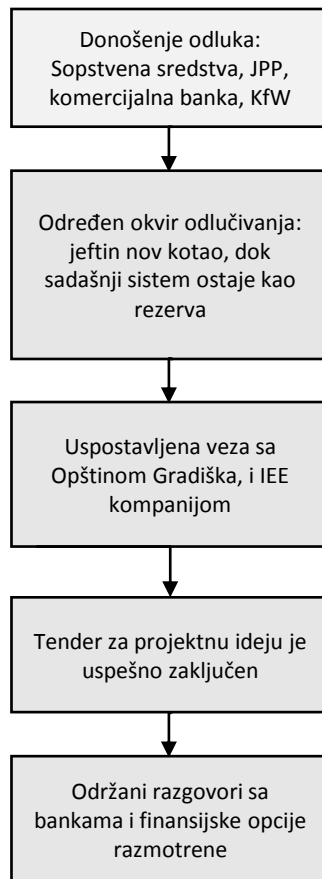 Donošenje odluka:
Sopstvena sredstva, JPP,
komercijalna banka, KfW
Određen okvir odlučivanja:
jeftin nov kotao, dok
sadašnji sistem ostaje kao
rezerva
Uspostavljena veza sa
Opštinom Gradiška, i IEE
kompanijom
Tender za projektnu ideju je
uspešno zaključen
Održani razgovori sa
bankama i finansijske opcije
razmotrene